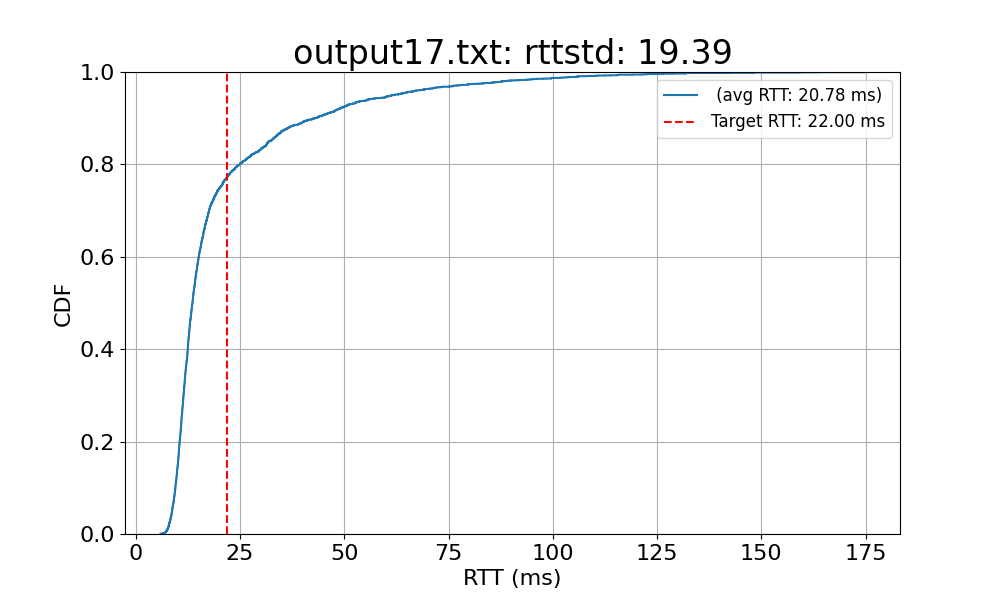 output17.txt: rttstd: 19.39
1.0
0.8
0.6
0.4
0.2
0.0
CDF
(avg RTT: 20.78 ms)
Target RTT: 22.00 ms
0 25 50 75 100 125 150 175
RTT (ms)